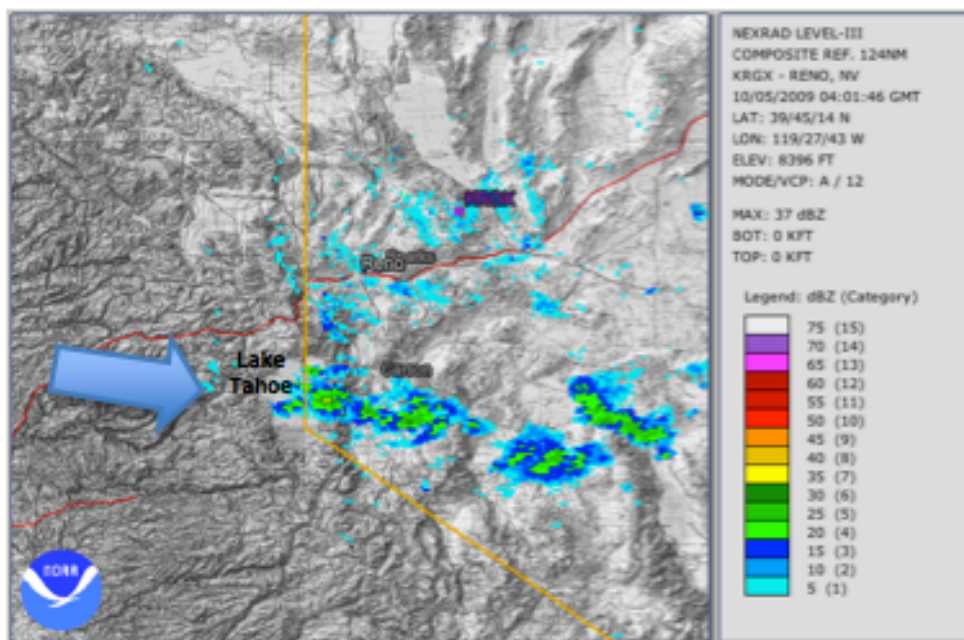 NEXRAD LEVEL-III
COMPOSITE REF. 124NM
KRGX - RENO, NV
10/05/2009 04:01:46 GMT
LAT: 39/45/14 N
LON: 119/27/43 W
ELEV: 8396 FT
MODE/VCP: A / 12
MAX: 37 dBZ
BOT: 0 KFT
TOP: 0 KFT
Legend: dBZ (Category)
75 (15)
70 (14)
65 (13)
60 (12)
55 (11)
50 (10)
45 (9)
40 (8)
35 (7)
30 (6)
25 (5)
20 (4)
15 (3)
10 (2)
5 (1)
KRGX
Reno
Lake
Tahoe
Carson
NOAA